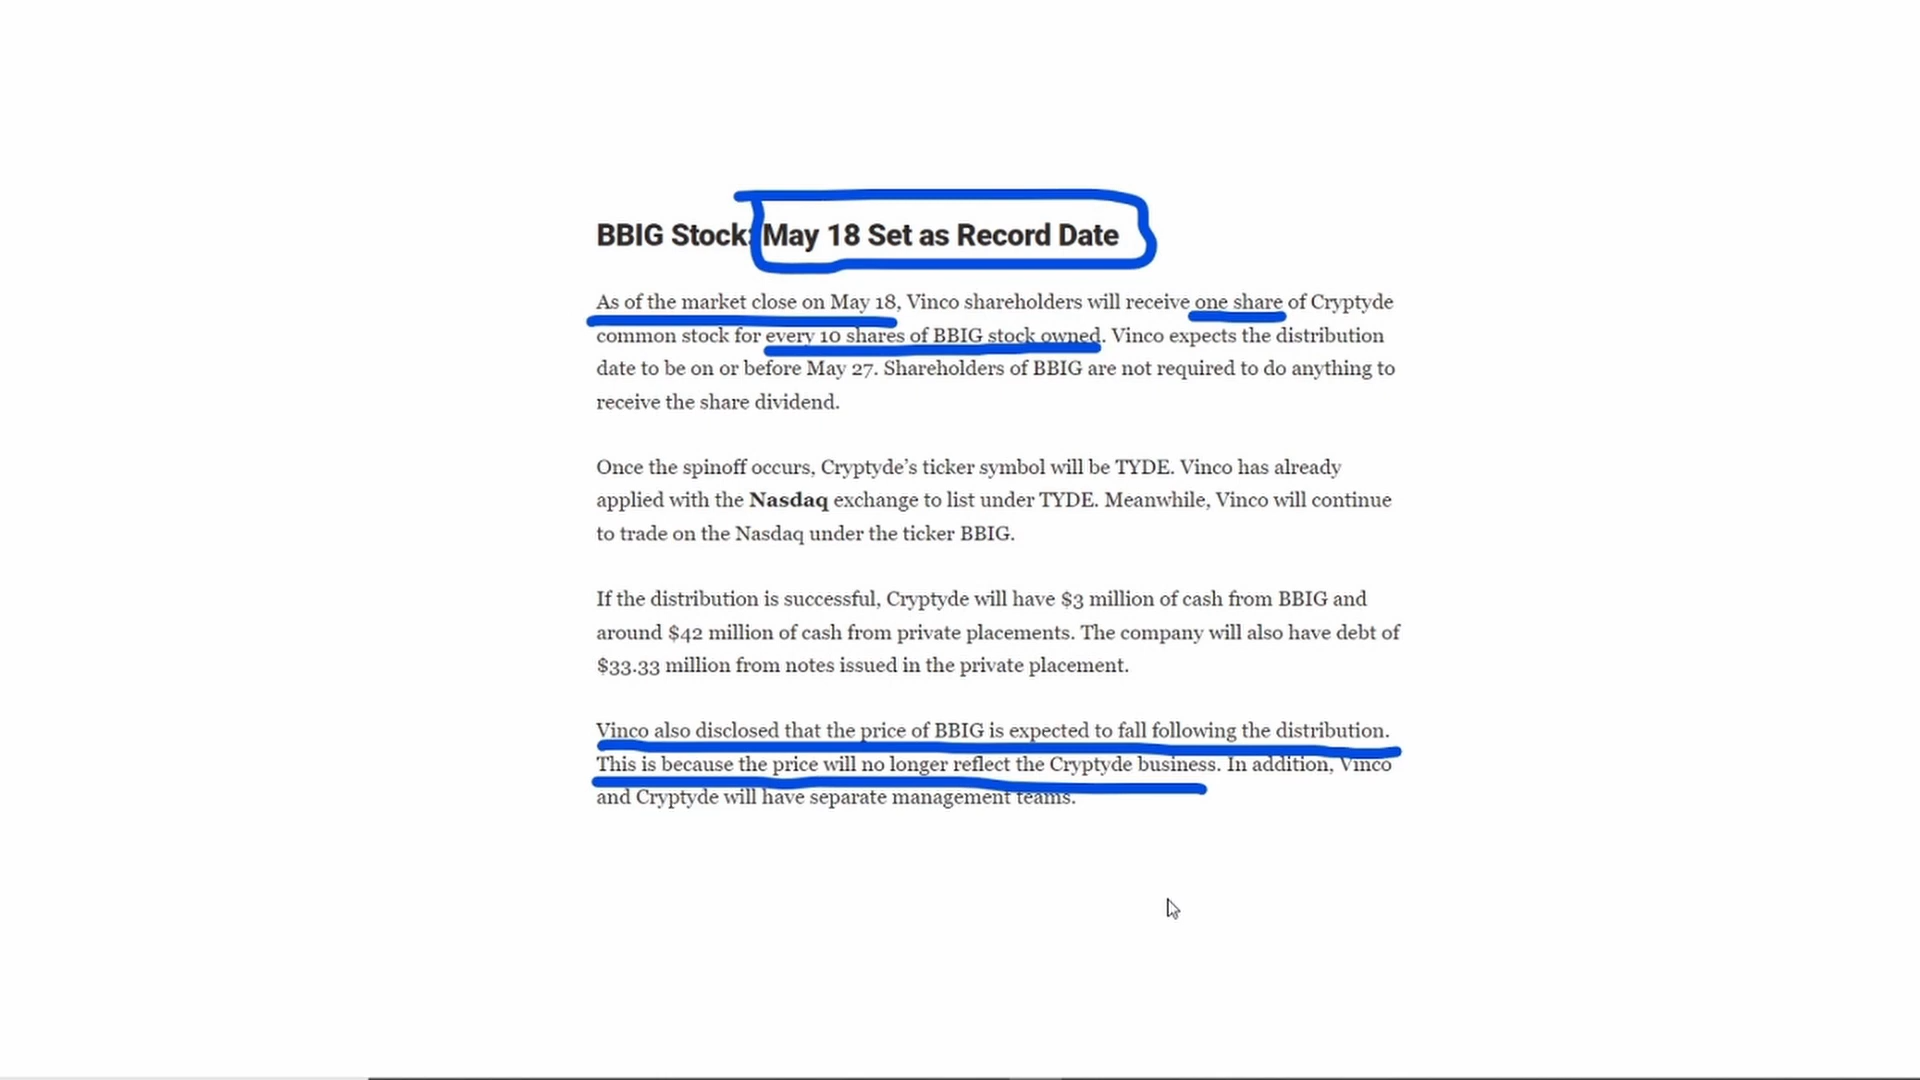 BBIG Stock: May 18 Set as Record Date
As of the market close on May 18, Vinco shareholders will receive one share of Cryptyde
common stock for every 10 shares of BBIG stock owned. Vinco expects the distribution
date to be on or before May 27. Shareholders of BBIG are not required to do anything to
receive the share dividend.
Once the spinoff occurs, Cryptyde’s ticker symbol will be TYDE. Vinco has already
applied with the Nasdaq exchange to list under TYDE. Meanwhile, Vinco will continue
to trade on the Nasdaq under the ticker BBIG.
If the distribution is successful, Cryptyde will have $3 million of cash from BBIG and
around $42 million of cash from private placements. The company will also have debt of
$33.33 million from notes issued in the private placement.
Vinco also disclosed that the price of BBIG is expected to fall following the distribution.
This is because the price will no longer reflect the Cryptyde business. In addition, Vinco
and Cryptyde will have separate management teams.